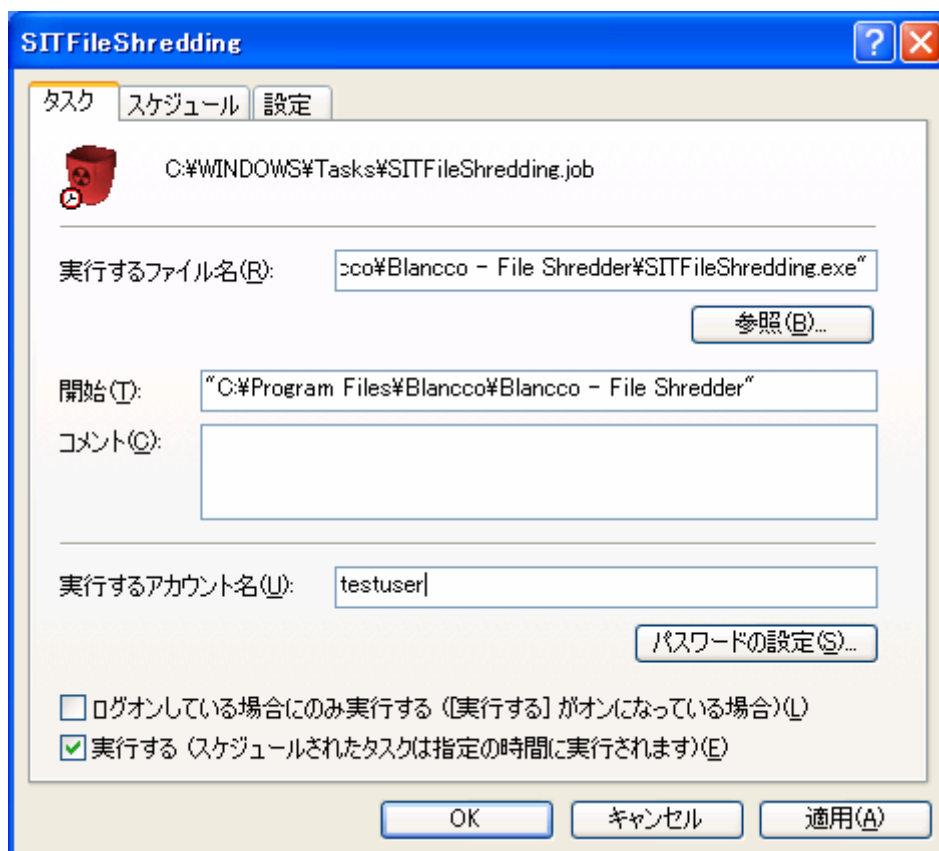 SITFileShredding
タスク スケジュール 設定
C:¥WINDOWS¥Tasks¥SITFileShredding.job
実行するファイル名(R): cco¥Blancco - File Shredder¥SITFileShredding.exe"
参照(B)...
開始(T): "C:¥Program Files¥Blancco¥Blancco - File Shredder"
コメント(C):
実行するアカウント名(U): testuser
パスワードの設定(S)...
ログオンしている場合にのみ実行する ([実行する] がオンになっている場合)(L)
実行する (スケジュールされたタスクは指定の時間に実行されます)(E)
OK キャンセル 適用(A)